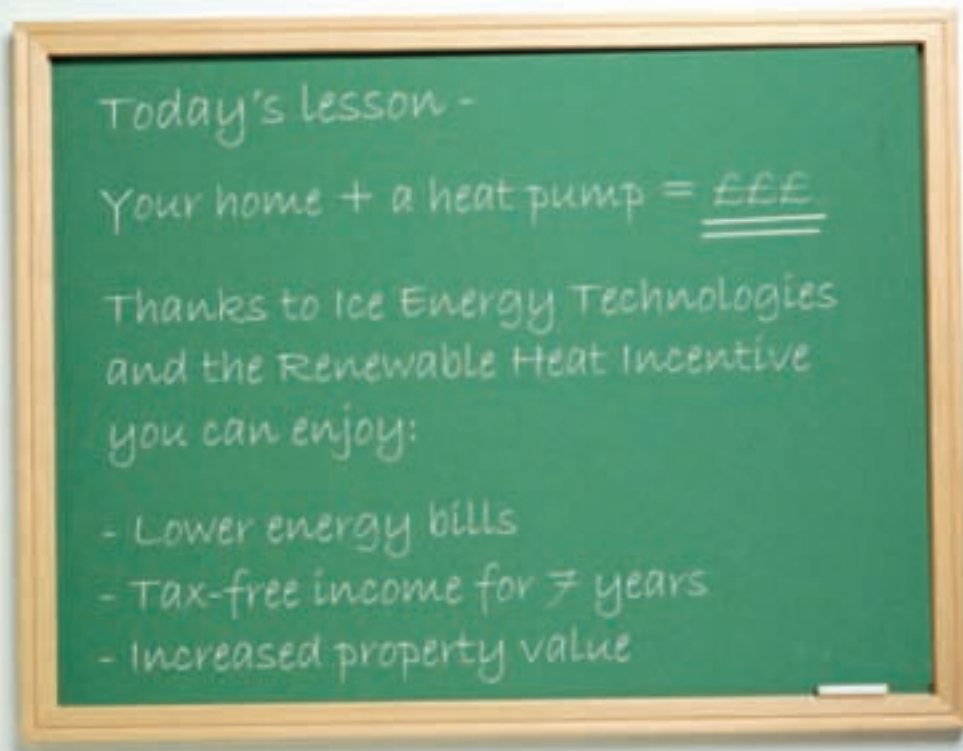 Today's lesson -
Your home + a heat pump = £££
Thanks to Ice Energy Technologies
and the Renewable Heat Incentive
you can enjoy:
- Lower energy bills
- Tax-free income for 7 years
- Increased property value